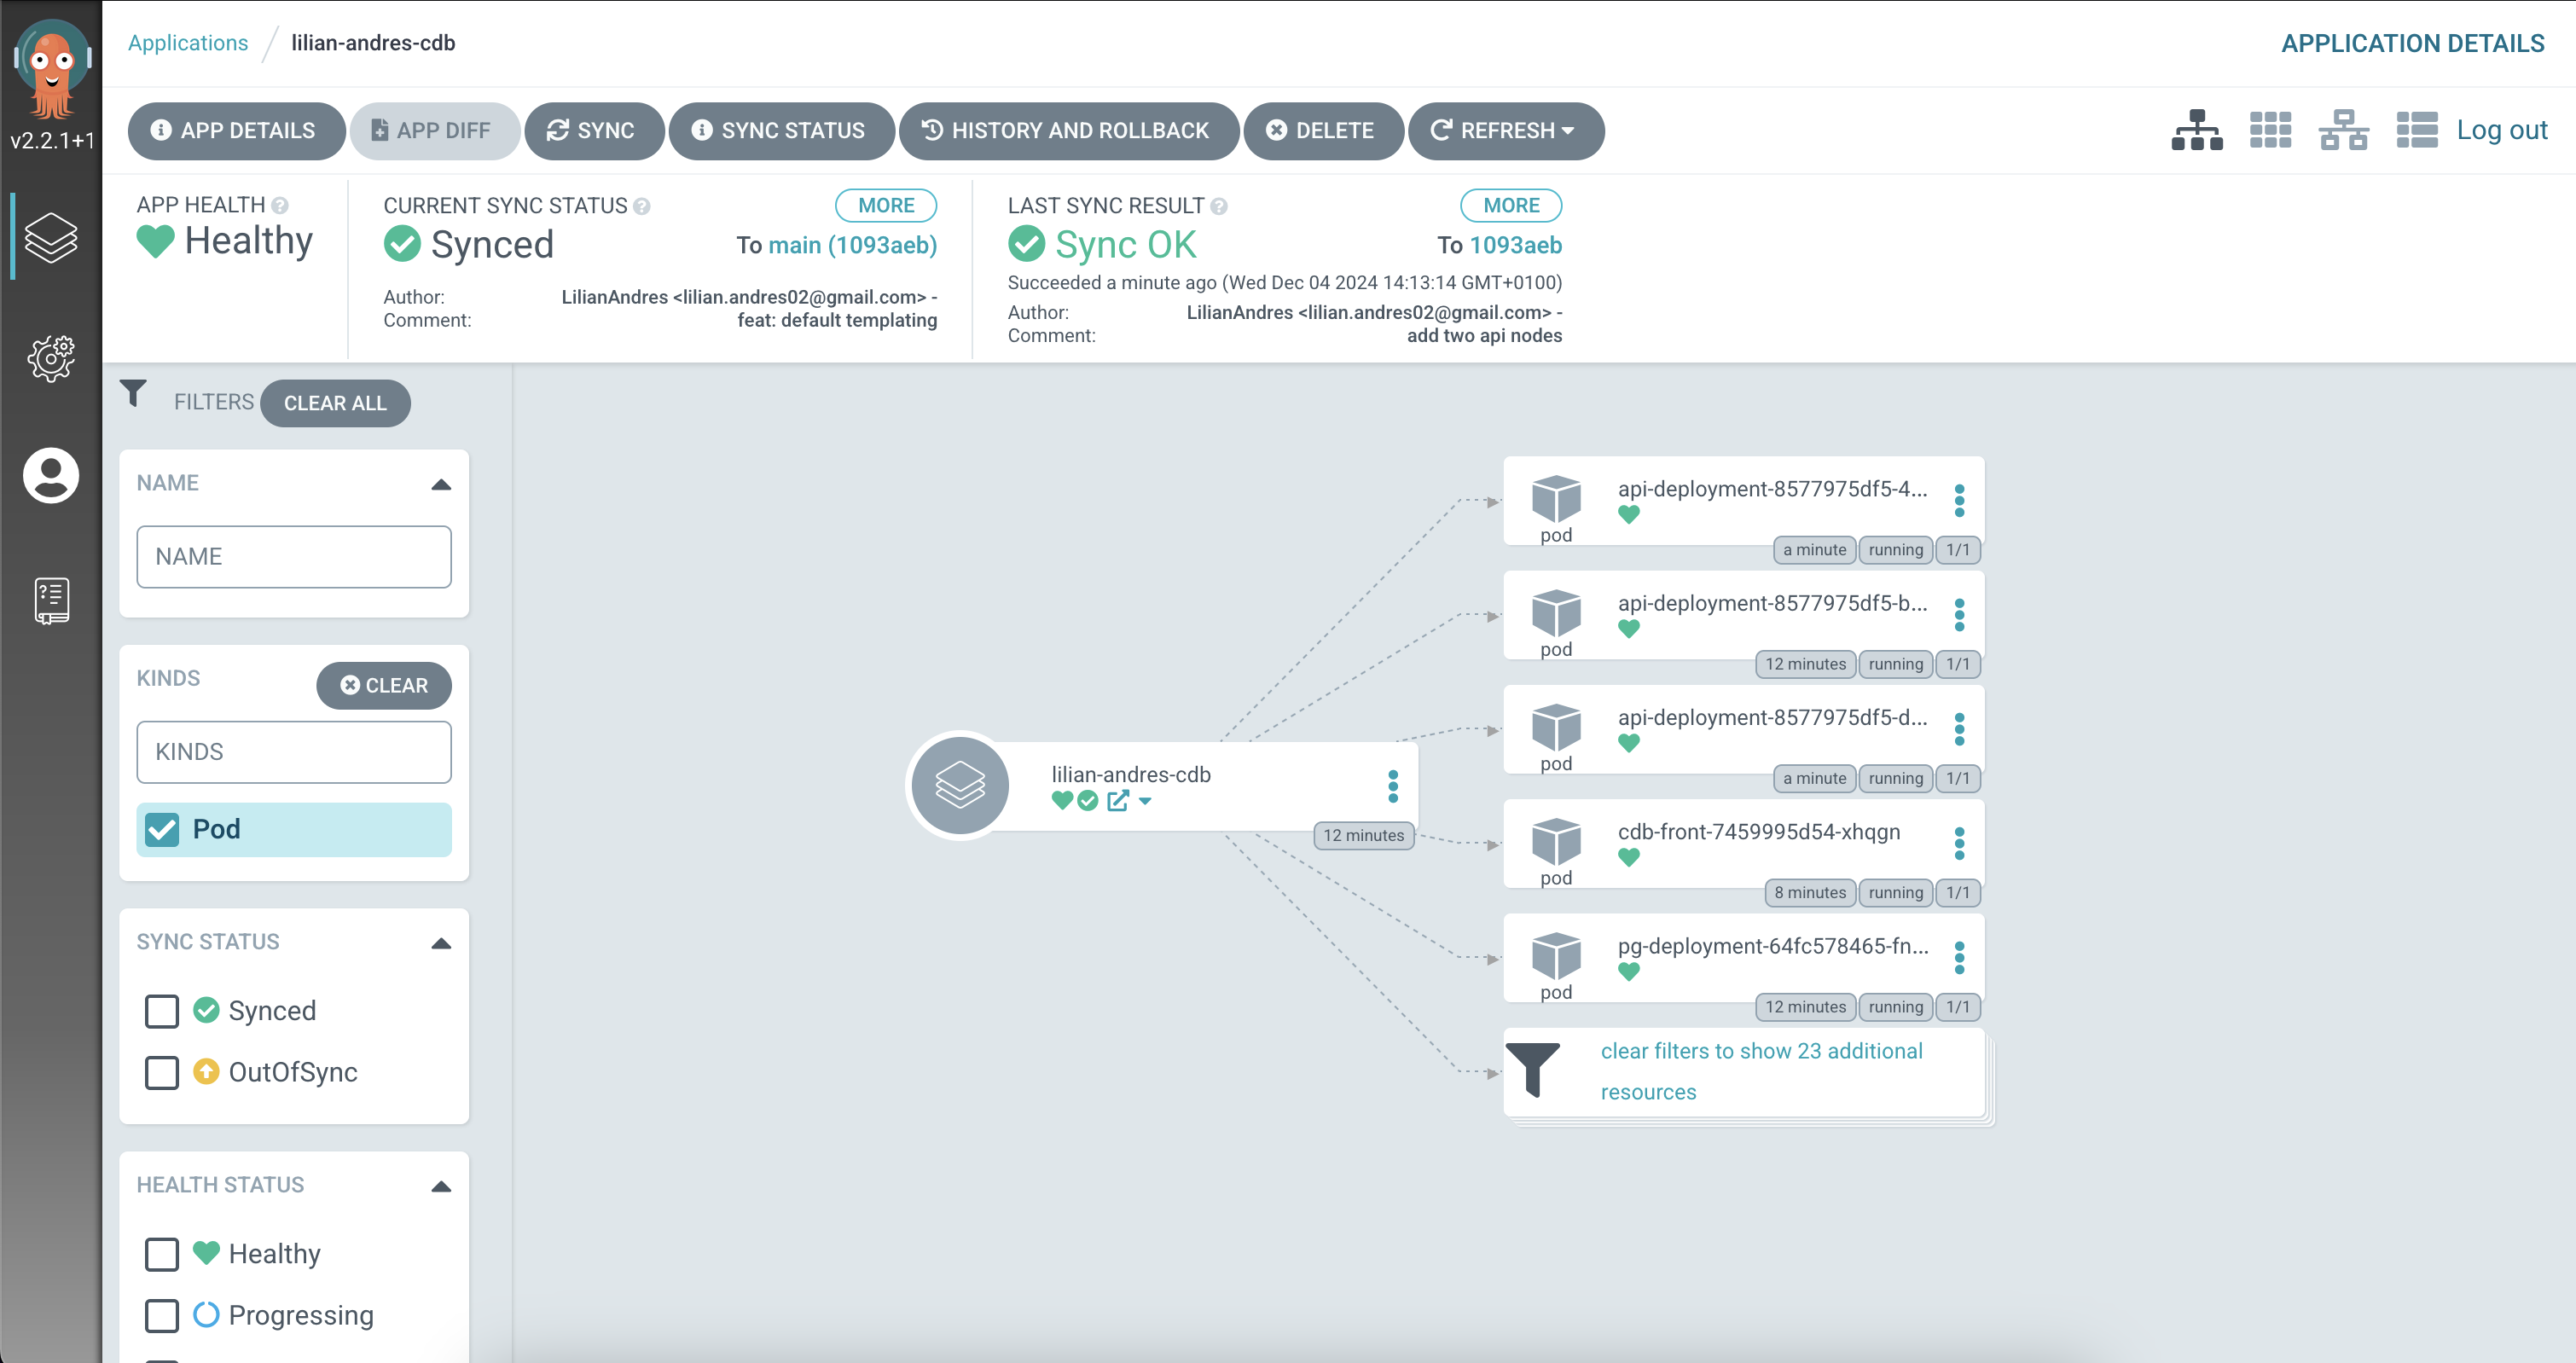 v2.2.1+1
Applications / lilian-andres-cdb
APPLICATION DETAILS
APP DETAILS
APP DIFF
SYNC
SYNC STATUS
HISTORY AND ROLLBACK
DELETE
REFRESH
Log out
APP HEALTH
Healthy
CURRENT SYNC STATUS
MORE
Synced
To main (1093aeb)
Author: LilianAndres <lilian.andres02@gmail.com> -
Comment: feat: default templating
LAST SYNC RESULT
MORE
Sync OK
To 1093aeb
Succeeded a minute ago (Wed Dec 04 2024 14:13:14 GMT+0100)
Author: LilianAndres <lilian.andres02@gmail.com> -
Comment: add two api nodes
FILTERS
CLEAR ALL
NAME
NAME
KINDS
CLEAR
KINDS
Pod
SYNC STATUS
Synced
OutOfSync
HEALTH STATUS
Healthy
Progressing
lilian-andres-cdb
12 minutes
api-deployment-8577975df5-4...
pod
a minute running 1/1
api-deployment-8577975df5-b...
pod
12 minutes running 1/1
api-deployment-8577975df5-d...
pod
a minute running 1/1
cdb-front-7459995d54-xhqgn
pod
8 minutes running 1/1
pg-deployment-64fc578465-fn...
pod
12 minutes running 1/1
clear filters to show 23 additional
resources